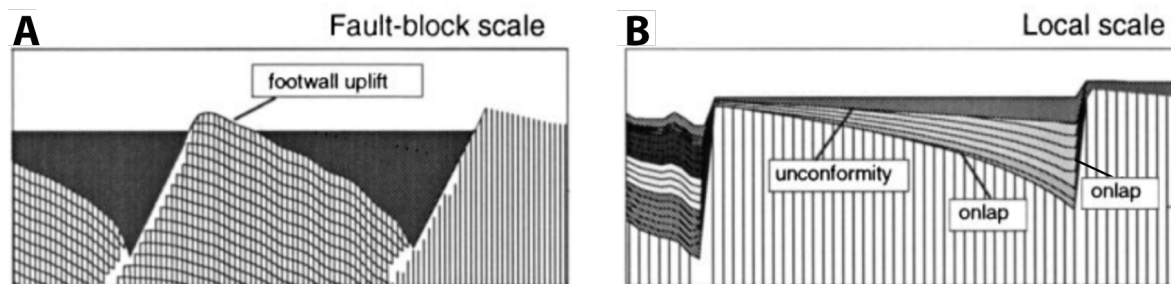 A
Fault-block scale
footwall uplift
B
Local scale
unconformity
onlap
onlap